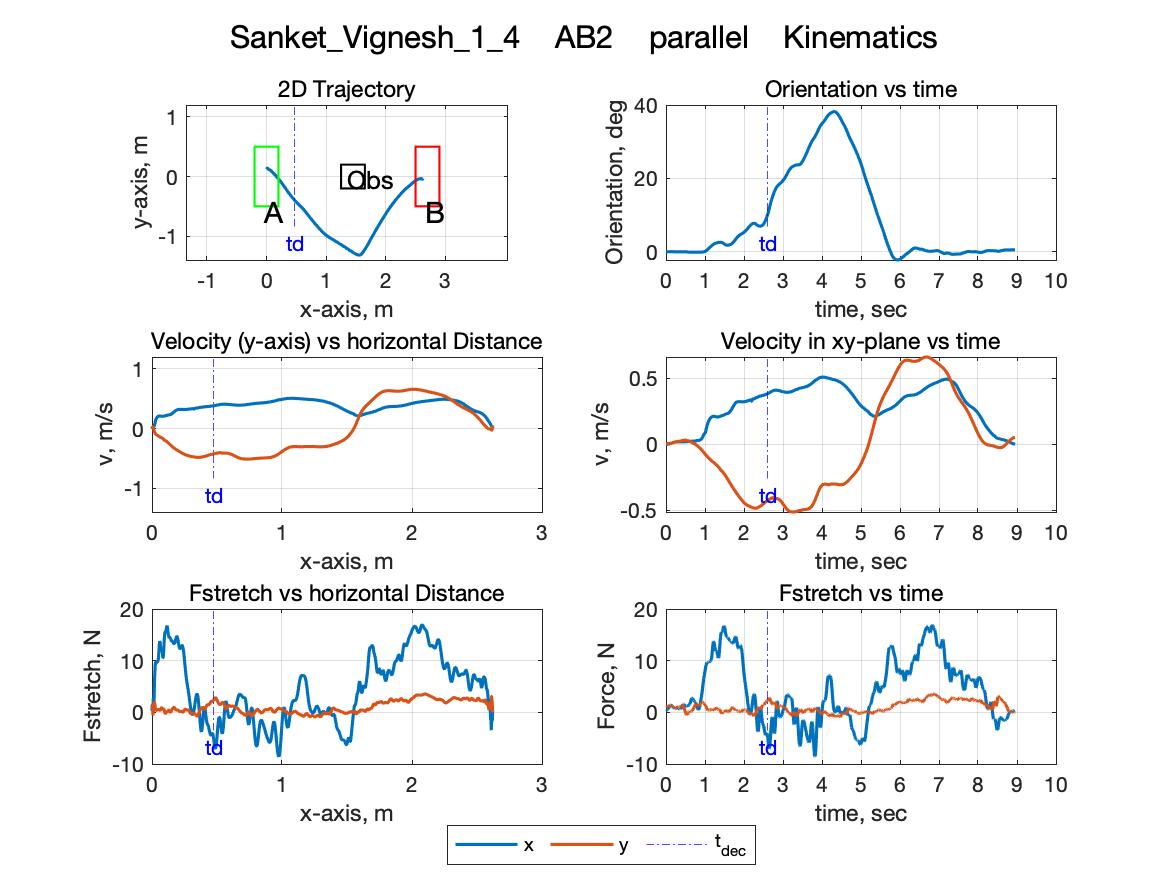 Sanket_Vignesh_1_4 AB2 parallel Kinematics
2D Trajectory
y-axis, m
1
0
-1
A
td
Obs
B
-1 0 1 2 3
x-axis, m
Orientation vs time
Orientation, deg
40
20
0
td
0 1 2 3 4 5 6 7 8 9 10
time, sec
Velocity (y-axis) vs horizontal Distance
v, m/s
1
0
-1
td
0 1 2 3
x-axis, m
Velocity in xy-plane vs time
v, m/s
0.5
0
-0.5
td
0 1 2 3 4 5 6 7 8 9 10
time, sec
Fstretch vs horizontal Distance
Fstretch, N
20
10
0
-10
td
0 1 2 3
x-axis, m
Fstretch vs time
Force, N
20
10
0
-10
td
0 1 2 3 4 5 6 7 8 9 10
time, sec
x y t_dec